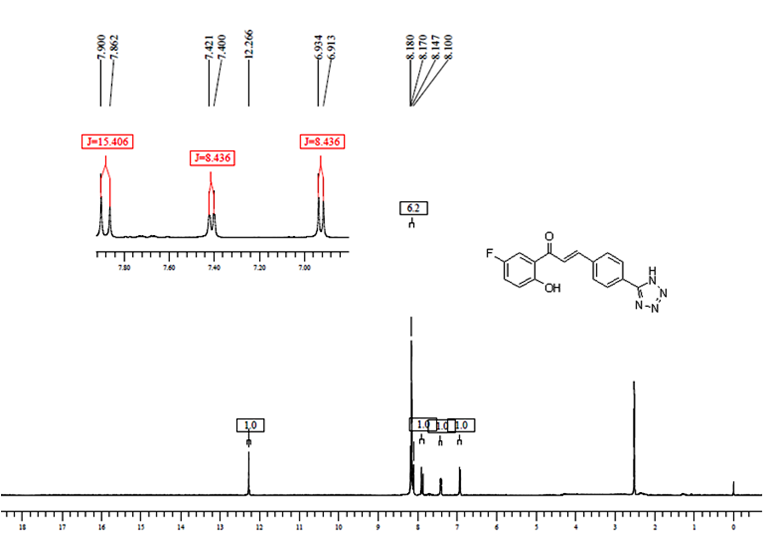 7.900
7.862
7.421
7.400
12.266
6.934
6.913
8.180
8.170
8.147
8.100
J=15.406
J=8.436
J=8.436
7.80 7.60 7.40 7.20 7.00
6.2
O
F
OH
H
N
N
N
N
1.0
1.0
1.0
1.0
18 17 16 15 14 13 12 11 10 9 8 7 6 5 4 3 2 1 0